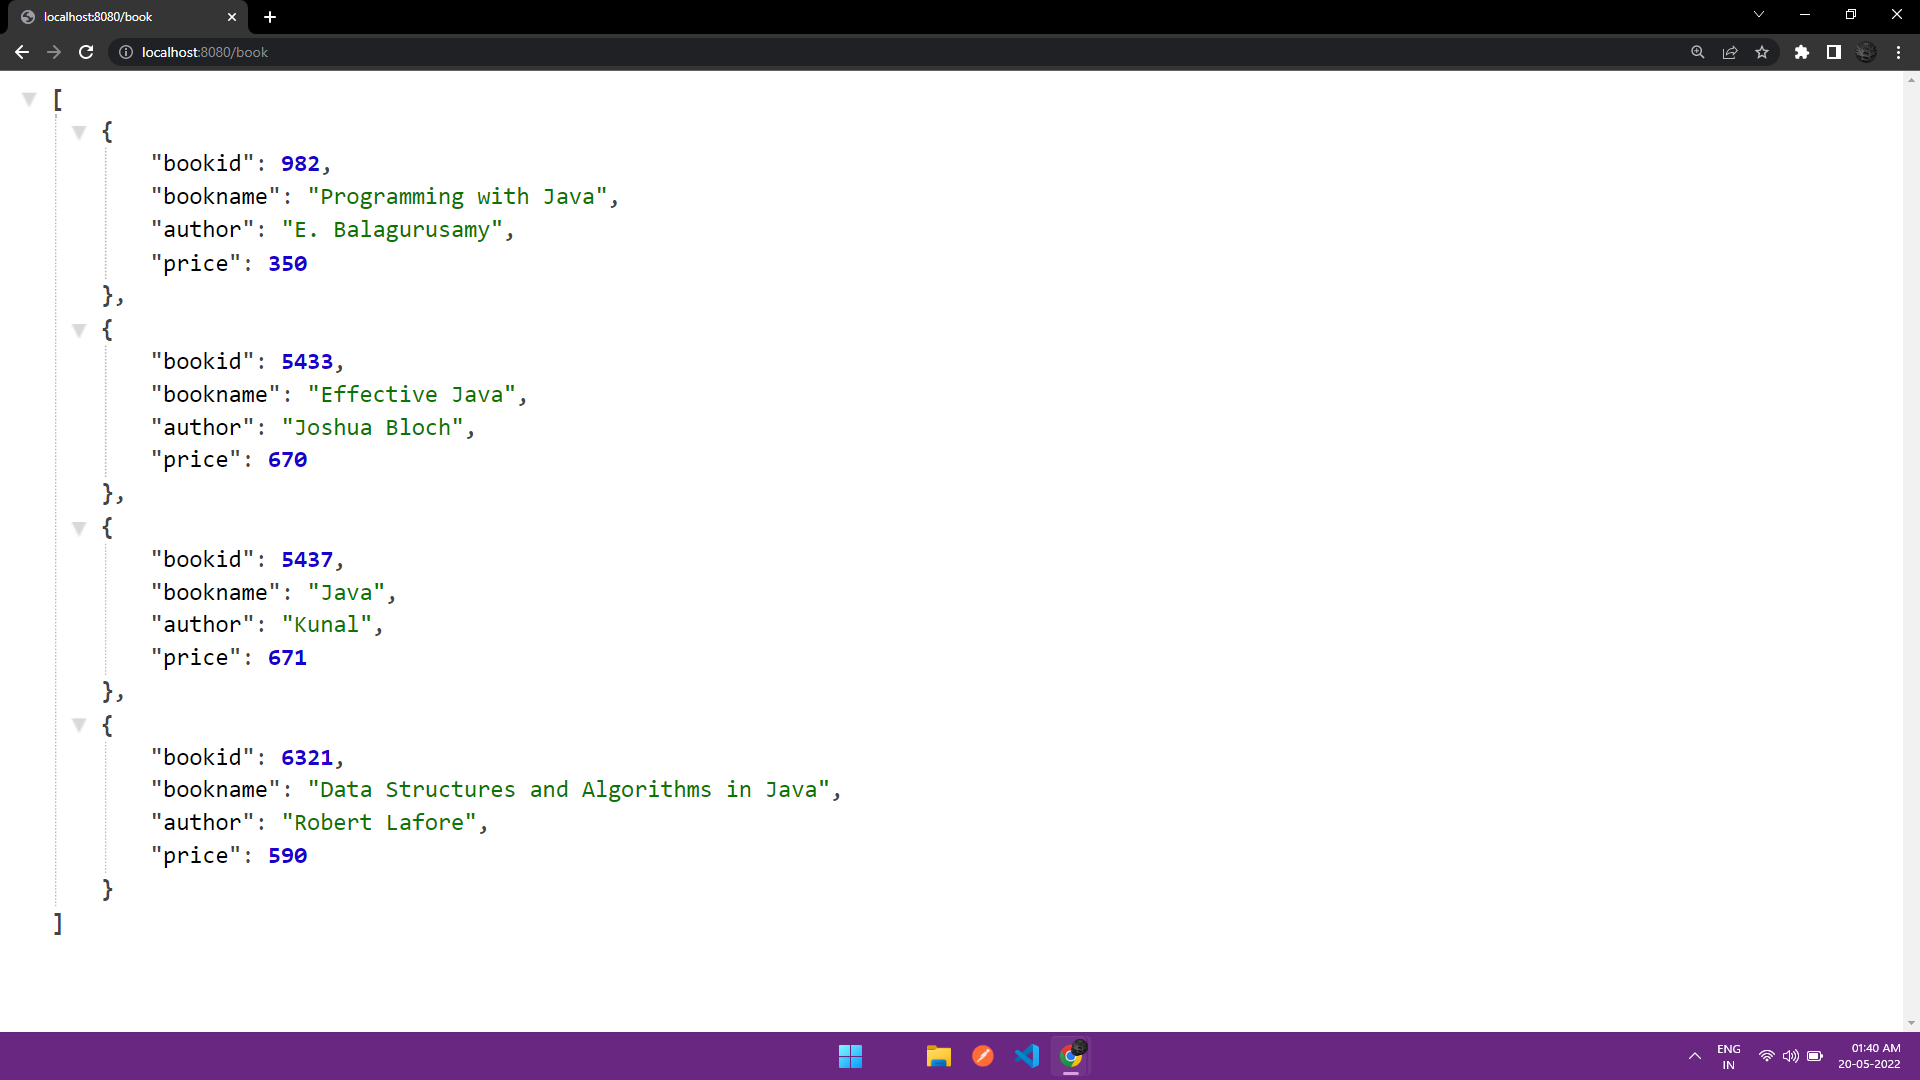 localhost:8080/book
localhost:8080/book
[
{
"bookid": 982,
"bookname": "Programming with Java",
"author": "E. Balagurusamy",
"price": 350
},
{
"bookid": 5433,
"bookname": "Effective Java",
"author": "Joshua Bloch",
"price": 670
},
{
"bookid": 5437,
"bookname": "Java",
"author": "Kunal",
"price": 671
},
{
"bookid": 6321,
"bookname": "Data Structures and Algorithms in Java",
"author": "Robert Lafore",
"price": 590
}
]
ENG
IN
01:40 AM
20-05-2022